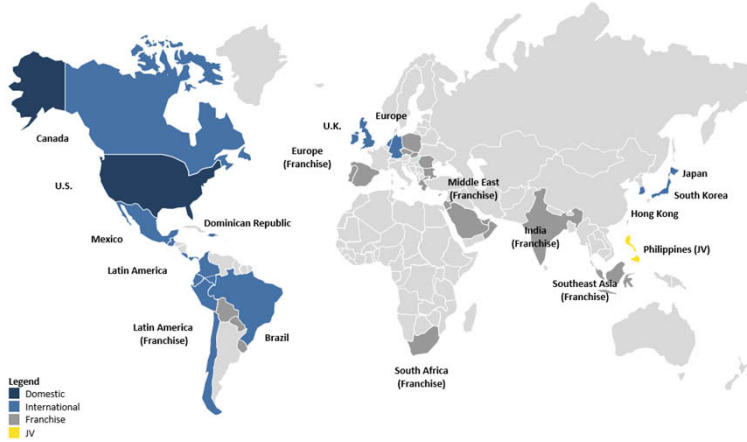 Canada
U.S.
Mexico
Dominican Republic
Latin America
Latin America
(Franchise)
Brazil
U.K.
Europe
Europe
(Franchise)
Middle East
(Franchise)
India
(Franchise)
Japan
South Korea
Hong Kong
Philippines (JV)
Southeast Asia
(Franchise)
South Africa
(Franchise)
Legend
Domestic
International
Franchise
JV